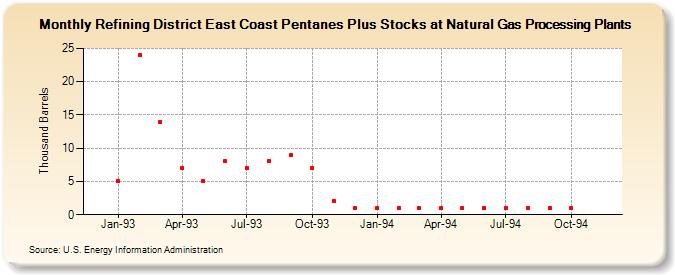 Monthly Refining District East Coast Pentanes Plus Stocks at Natural Gas Processing Plants
Thousand Barrels
25
20
15
10
5
0
Jan-93 Apr-93 Jul-93 Oct-93 Jan-94 Apr-94 Jul-94 Oct-94
Source: U.S. Energy Information Administration